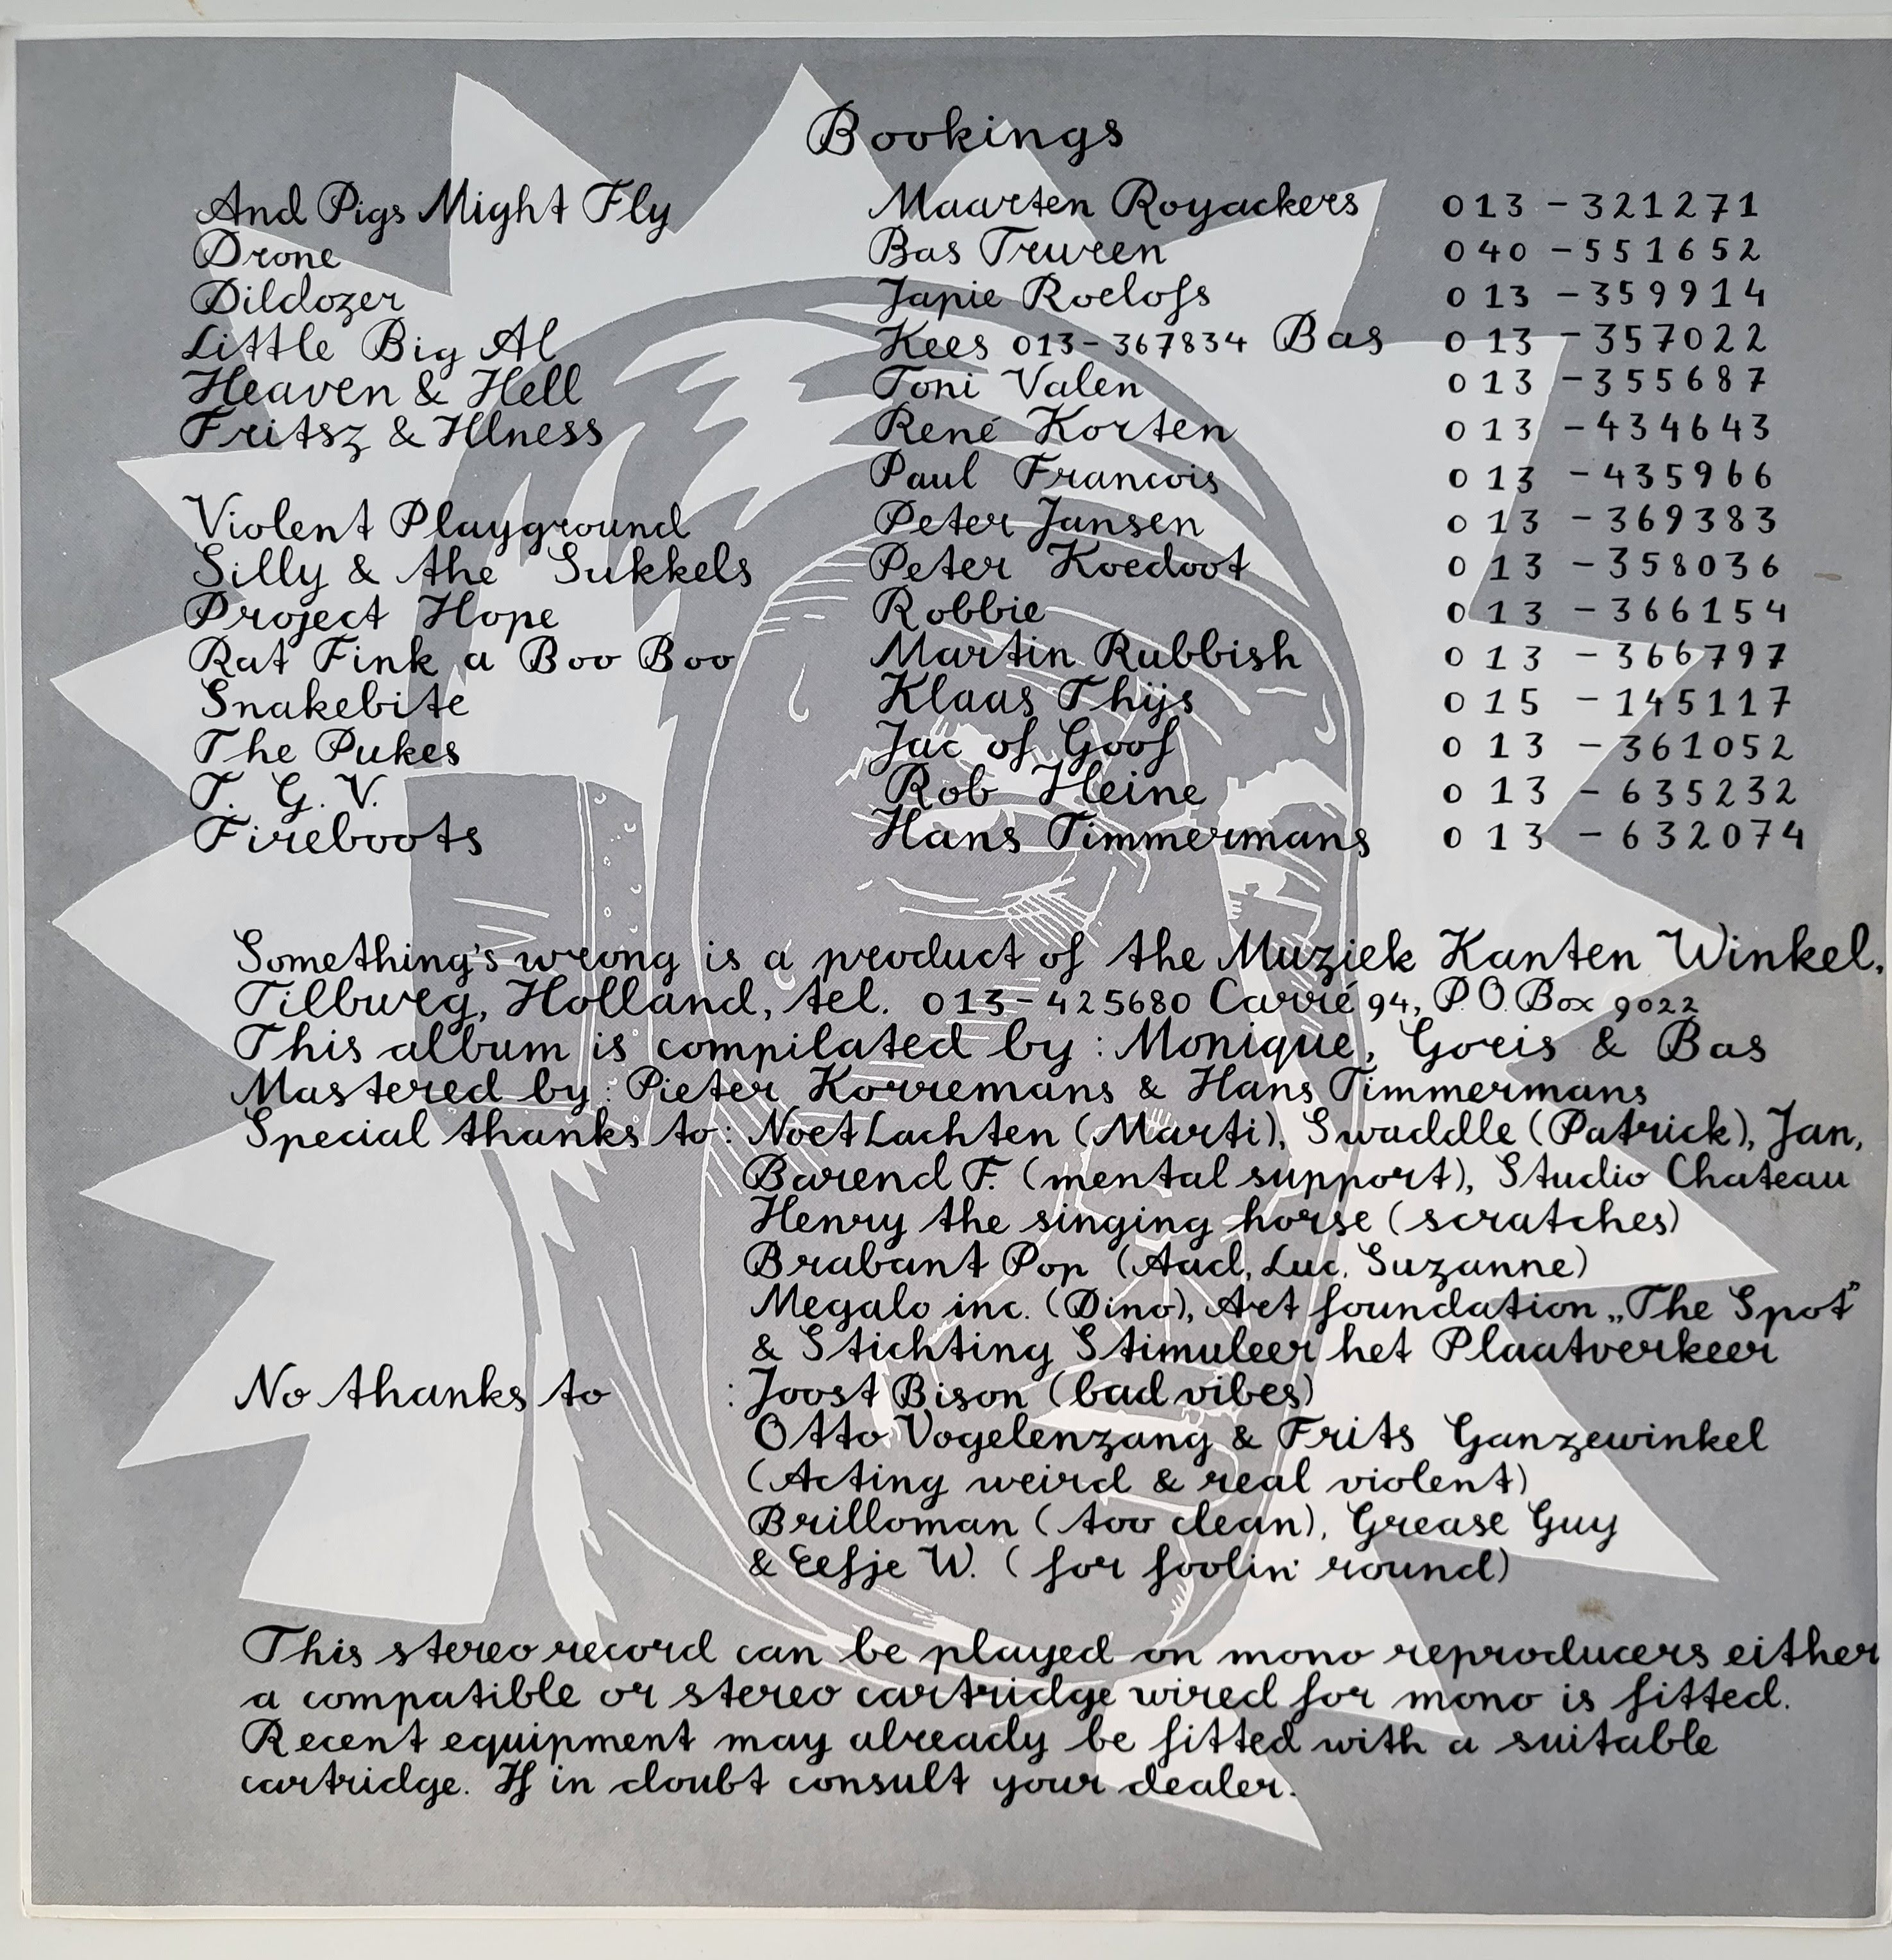 Bookings
And Pigs Might Fly Maarten Royackers 013-321271
Drone Bas Truren 040-551652
Dildozer Japie Roelofs 013-359914
Little Big Al Kees 013-367834 Bas 013-357022
Heaven & Hell Toni Valen 013-355687
Fritsz & Illness René Korten 013-434643
Paul Francois 013-435966
Violent Playground Peter Jansen 013-369383
Silly & the Sukkels Peter Koedoot 013-358036
Project Hope Robbie 013-366154
Rat Fink a Boo Boo Martin Rubbish 013-366797
Snakebite Klaas Thijs 015-145117
The Pukes Jac of Goof 013-361052
T. G. V. Rob Heine 013-635232
Fireboots Hans Timmermans 013-632074
Something's wrong is a product of the Muziek Kanten Winkel,
Tilburg, Holland, tel. 013-425680 Carré 94, P.O.Box 9022
This album is compilated by: Monique, Goris & Bas
Mastered by: Pieter Korremans & Hans Timmermans
Special thanks to: Noet Lachten (Marti), Swaddle (Patrick), Jan,
Barend F. (mental support), Studio Chateau
Henry the singing horse (scratches)
Brabant Pop (Aad, Luc, Suzanne)
Megalo inc. (Dino), Art foundation „The Spot”
& Stichting Stimuleer het Plaatverkeer
No thanks to : Joost Bison (bad vibes)
Otto Vogelenzang & Frits Ganzewinkel
(Acting weird & real violent)
Brilloman (too clean), Grease Guy
& Eefje W. (for foolin' round)
This stereo record can be played on mono reproducers either
a compatible or stereo cartridge wired for mono is fitted.
Recent equipment may already be fitted with a suitable
cartridge. If in doubt consult your dealer.